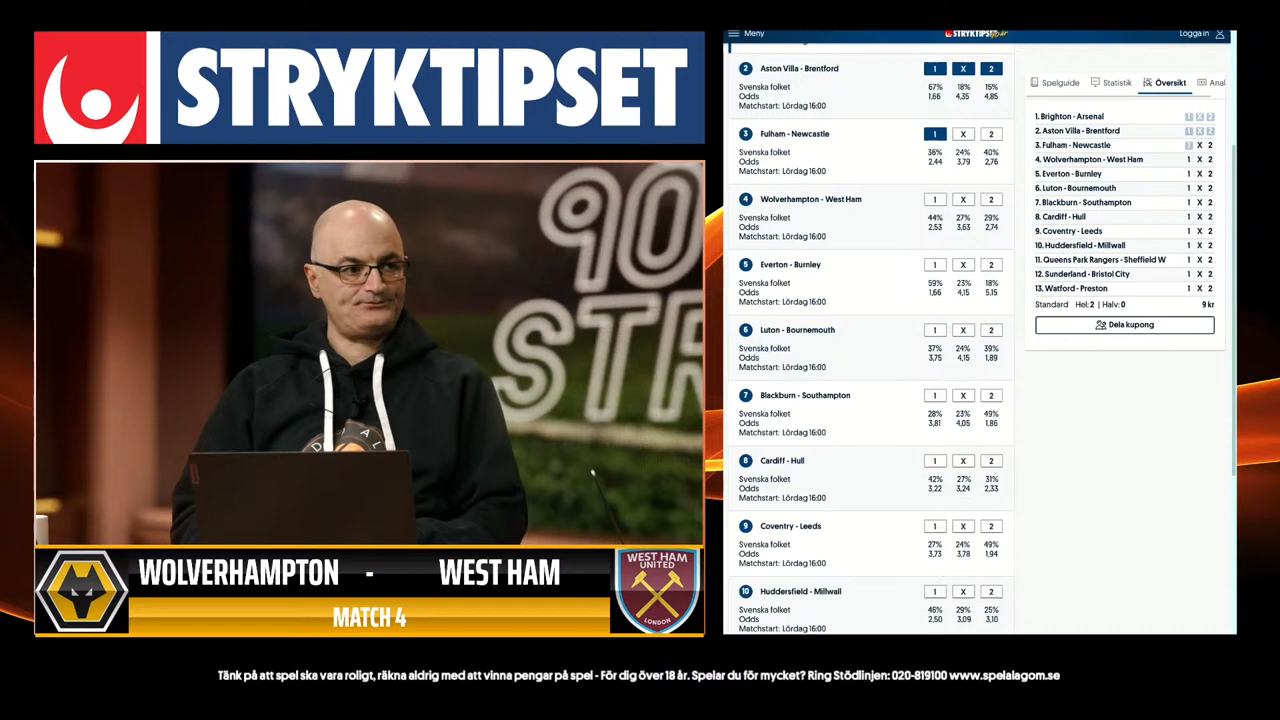 STRYKTIPSET
90
STR
WOLVERHAMPTON - WEST HAM
MATCH 4
WEST HAM
UNITED
LONDON
Meny
STRYKTIPSET
Logga in
2 Aston Villa - Brentford 1 X 2
Svenska folket 67% 18% 15%
Odds 1,66 4,35 4,85
Matchstart: Lördag 16:00
3 Fulham - Newcastle 1 X 2
Svenska folket 36% 24% 40%
Odds 2,44 3,79 2,76
Matchstart: Lördag 16:00
4 Wolverhampton - West Ham 1 X 2
Svenska folket 44% 27% 29%
Odds 2,53 3,63 2,74
Matchstart: Lördag 16:00
5 Everton - Burnley 1 X 2
Svenska folket 59% 23% 18%
Odds 1,66 4,15 5,15
Matchstart: Lördag 16:00
6 Luton - Bournemouth 1 X 2
Svenska folket 37% 24% 39%
Odds 3,75 4,15 1,89
Matchstart: Lördag 16:00
7 Blackburn - Southampton 1 X 2
Svenska folket 28% 23% 49%
Odds 3,81 4,05 1,86
Matchstart: Lördag 16:00
8 Cardiff - Hull 1 X 2
Svenska folket 42% 27% 31%
Odds 3,22 3,24 2,33
Matchstart: Lördag 16:00
9 Coventry - Leeds 1 X 2
Svenska folket 27% 24% 49%
Odds 3,73 3,78 1,94
Matchstart: Lördag 16:00
10 Huddersfield - Millwall 1 X 2
Svenska folket 46% 29% 25%
Odds 2,50 3,09 3,10
Matchstart: Lördag 16:00
Spelguide Statistik Översikt Anal
1. Brighton - Arsenal 1 X 2
2. Aston Villa - Brentford 1 X 2
3. Fulham - Newcastle 1 X 2
4. Wolverhampton - West Ham 1 X 2
5. Everton - Burnley 1 X 2
6. Luton - Bournemouth 1 X 2
7. Blackburn - Southampton 1 X 2
8. Cardiff - Hull 1 X 2
9. Coventry - Leeds 1 X 2
10. Huddersfield - Millwall 1 X 2
11. Queens Park Rangers - Sheffield W 1 X 2
12. Sunderland - Bristol City 1 X 2
13. Watford - Preston 1 X 2
Standard Hel: 2 | Halv: 0 9 kr
Dela kupong
Tänk på att spel ska vara roligt, räkna aldrig med att vinna pengar på spel - För dig över 18 år. Spelar du för mycket? Ring Stödlinjen: 020-819100 www.spelalagom.se